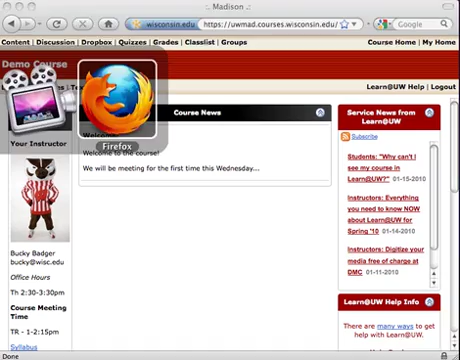 .: Madison :.
wisconsin.edu https://uwmad.courses.wisconsin.edu/ Google
Content | Discussion | Dropbox | Quizzes | Grades | Classlist | Groups Course Home | My Home
Demo Course
Learn@UW Help | Logout
Firefox
Your Instructor
Bucky Badger
bucky@wisc.edu
Office Hours
Th 2:30-3:30pm
Course Meeting
Time
TR - 1-2:15pm
Syllabus
Course News
Welcome
Welcome to the course!
We will be meeting for the first time this Wednesday...
Service News from
Learn@UW
Subscribe
Students: "Why can't I
see my course in
Learn@UW?" 01-15-2010
Instructors: Everything
you need to know NOW
about Learn@UW for
Spring '10 01-14-2010
Instructors: Digitize your
media free of charge at
DMC 01-11-2010
Learn@UW Help Info
There are many ways to
get help with Learn@UW.
Done